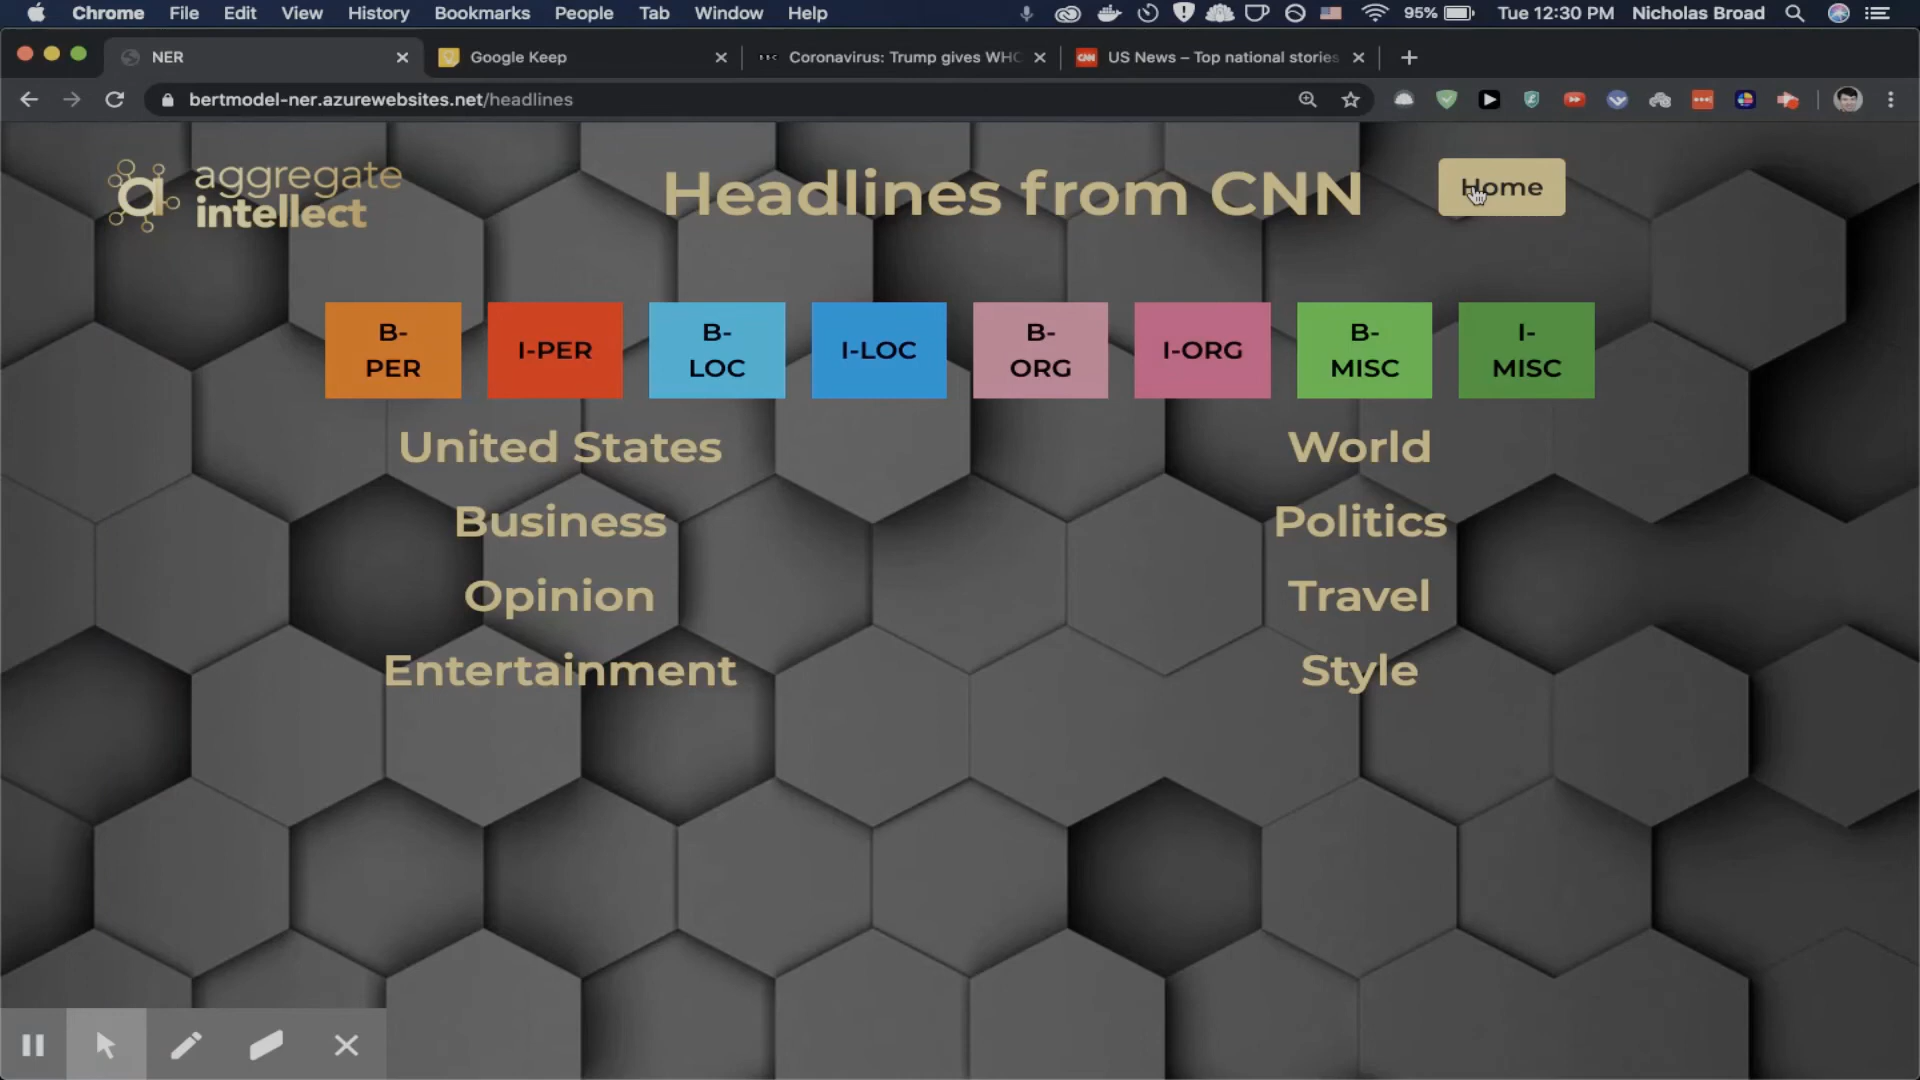 Chrome File Edit View History Bookmarks People Tab Window Help 95% Tue 12:30 PM Nicholas Broad
NER Google Keep Coronavirus: Trump gives WHO US News – Top national stories
bertmodel-ner.azurewebsites.net/headlines
aggregate
intellect
Headlines from CNN
Home
B-
PER
I-PER
B-
LOC
I-LOC
B-
ORG
I-ORG
B-
MISC
I-
MISC
United States World
Business Politics
Opinion Travel
Entertainment Style